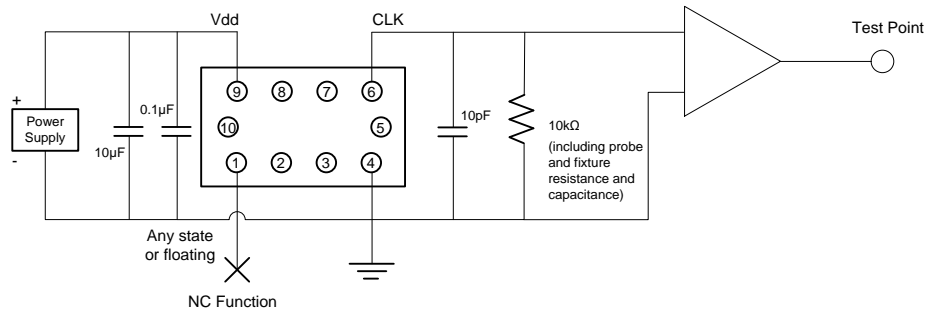 Vdd
CLK
Test Point
+
Power
Supply
-
10µF
0.1µF
9
8
7
6
10
5
1
2
3
4
10pF
10kΩ
(including probe
and fixture
resistance and
capacitance)
Any state
or floating
NC Function